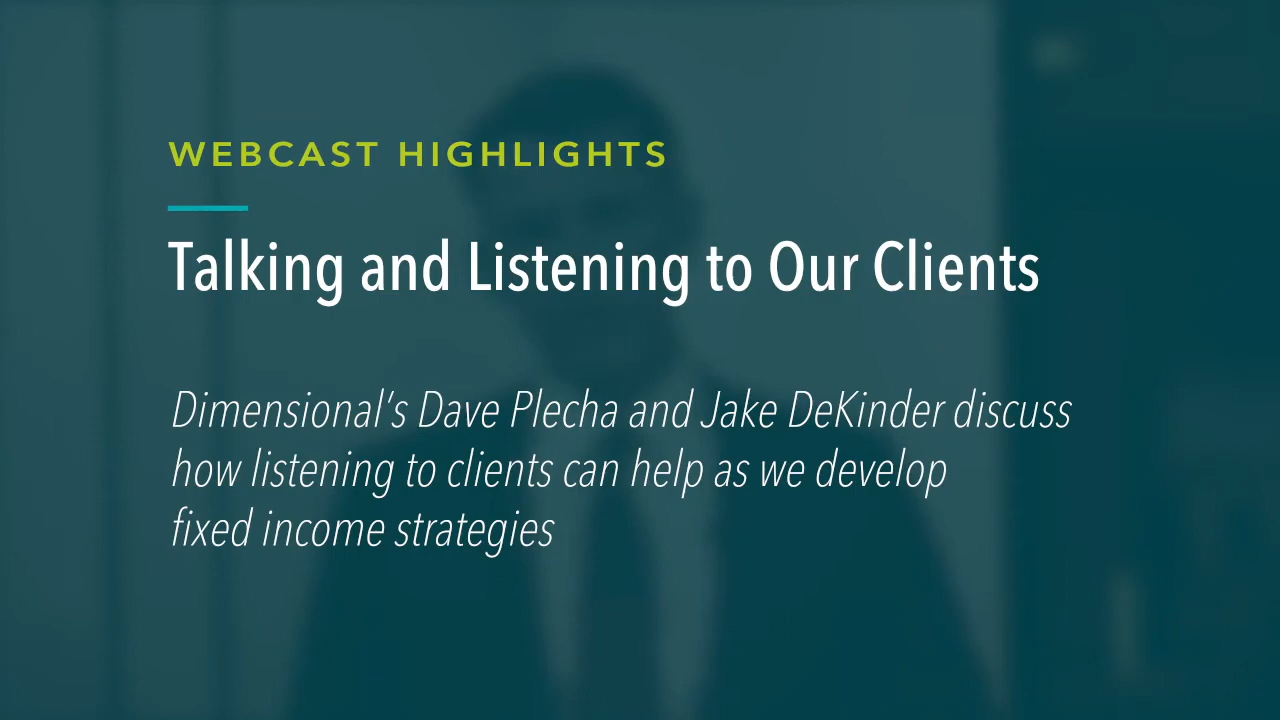 WEBCAST HIGHLIGHTS
Talking and Listening to Our Clients
Dimensional’s Dave Plecha and Jake DeKinder discuss
how listening to clients can help as we develop
fixed income strategies